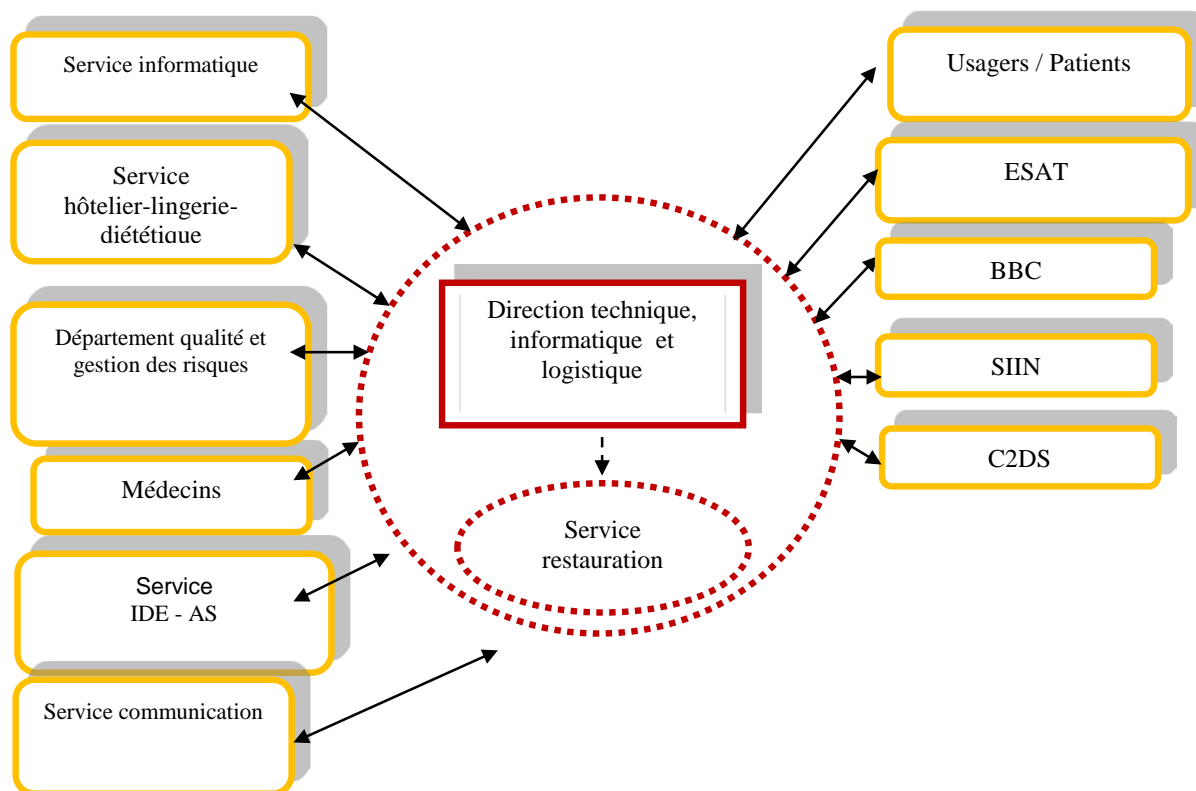 Service informatique
Service
hôtelier-lingerie-
diététique
Département qualité et
gestion des risques
Médecins
Service
IDE - AS
Service communication
Direction technique,
informatique et
logistique
Service
restauration
Usagers / Patients
ESAT
BBC
SIIN
C2DS